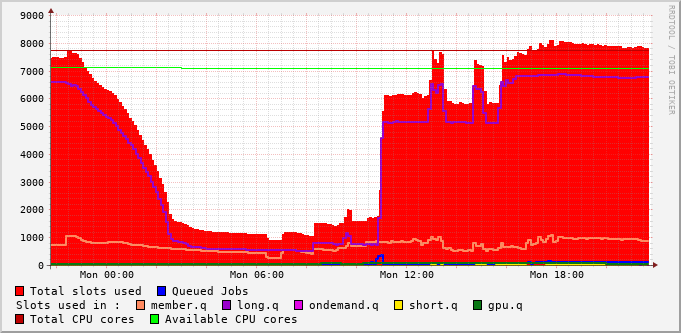 9000
8000
7000
6000
5000
4000
3000
2000
1000
0
Mon 00:00 Mon 06:00 Mon 12:00 Mon 18:00
RRDTOOL / TOBI OETIKER
Total slots used Queued Jobs
Slots used in : member.q long.q ondemand.q short.q gpu.q
Total CPU cores Available CPU cores